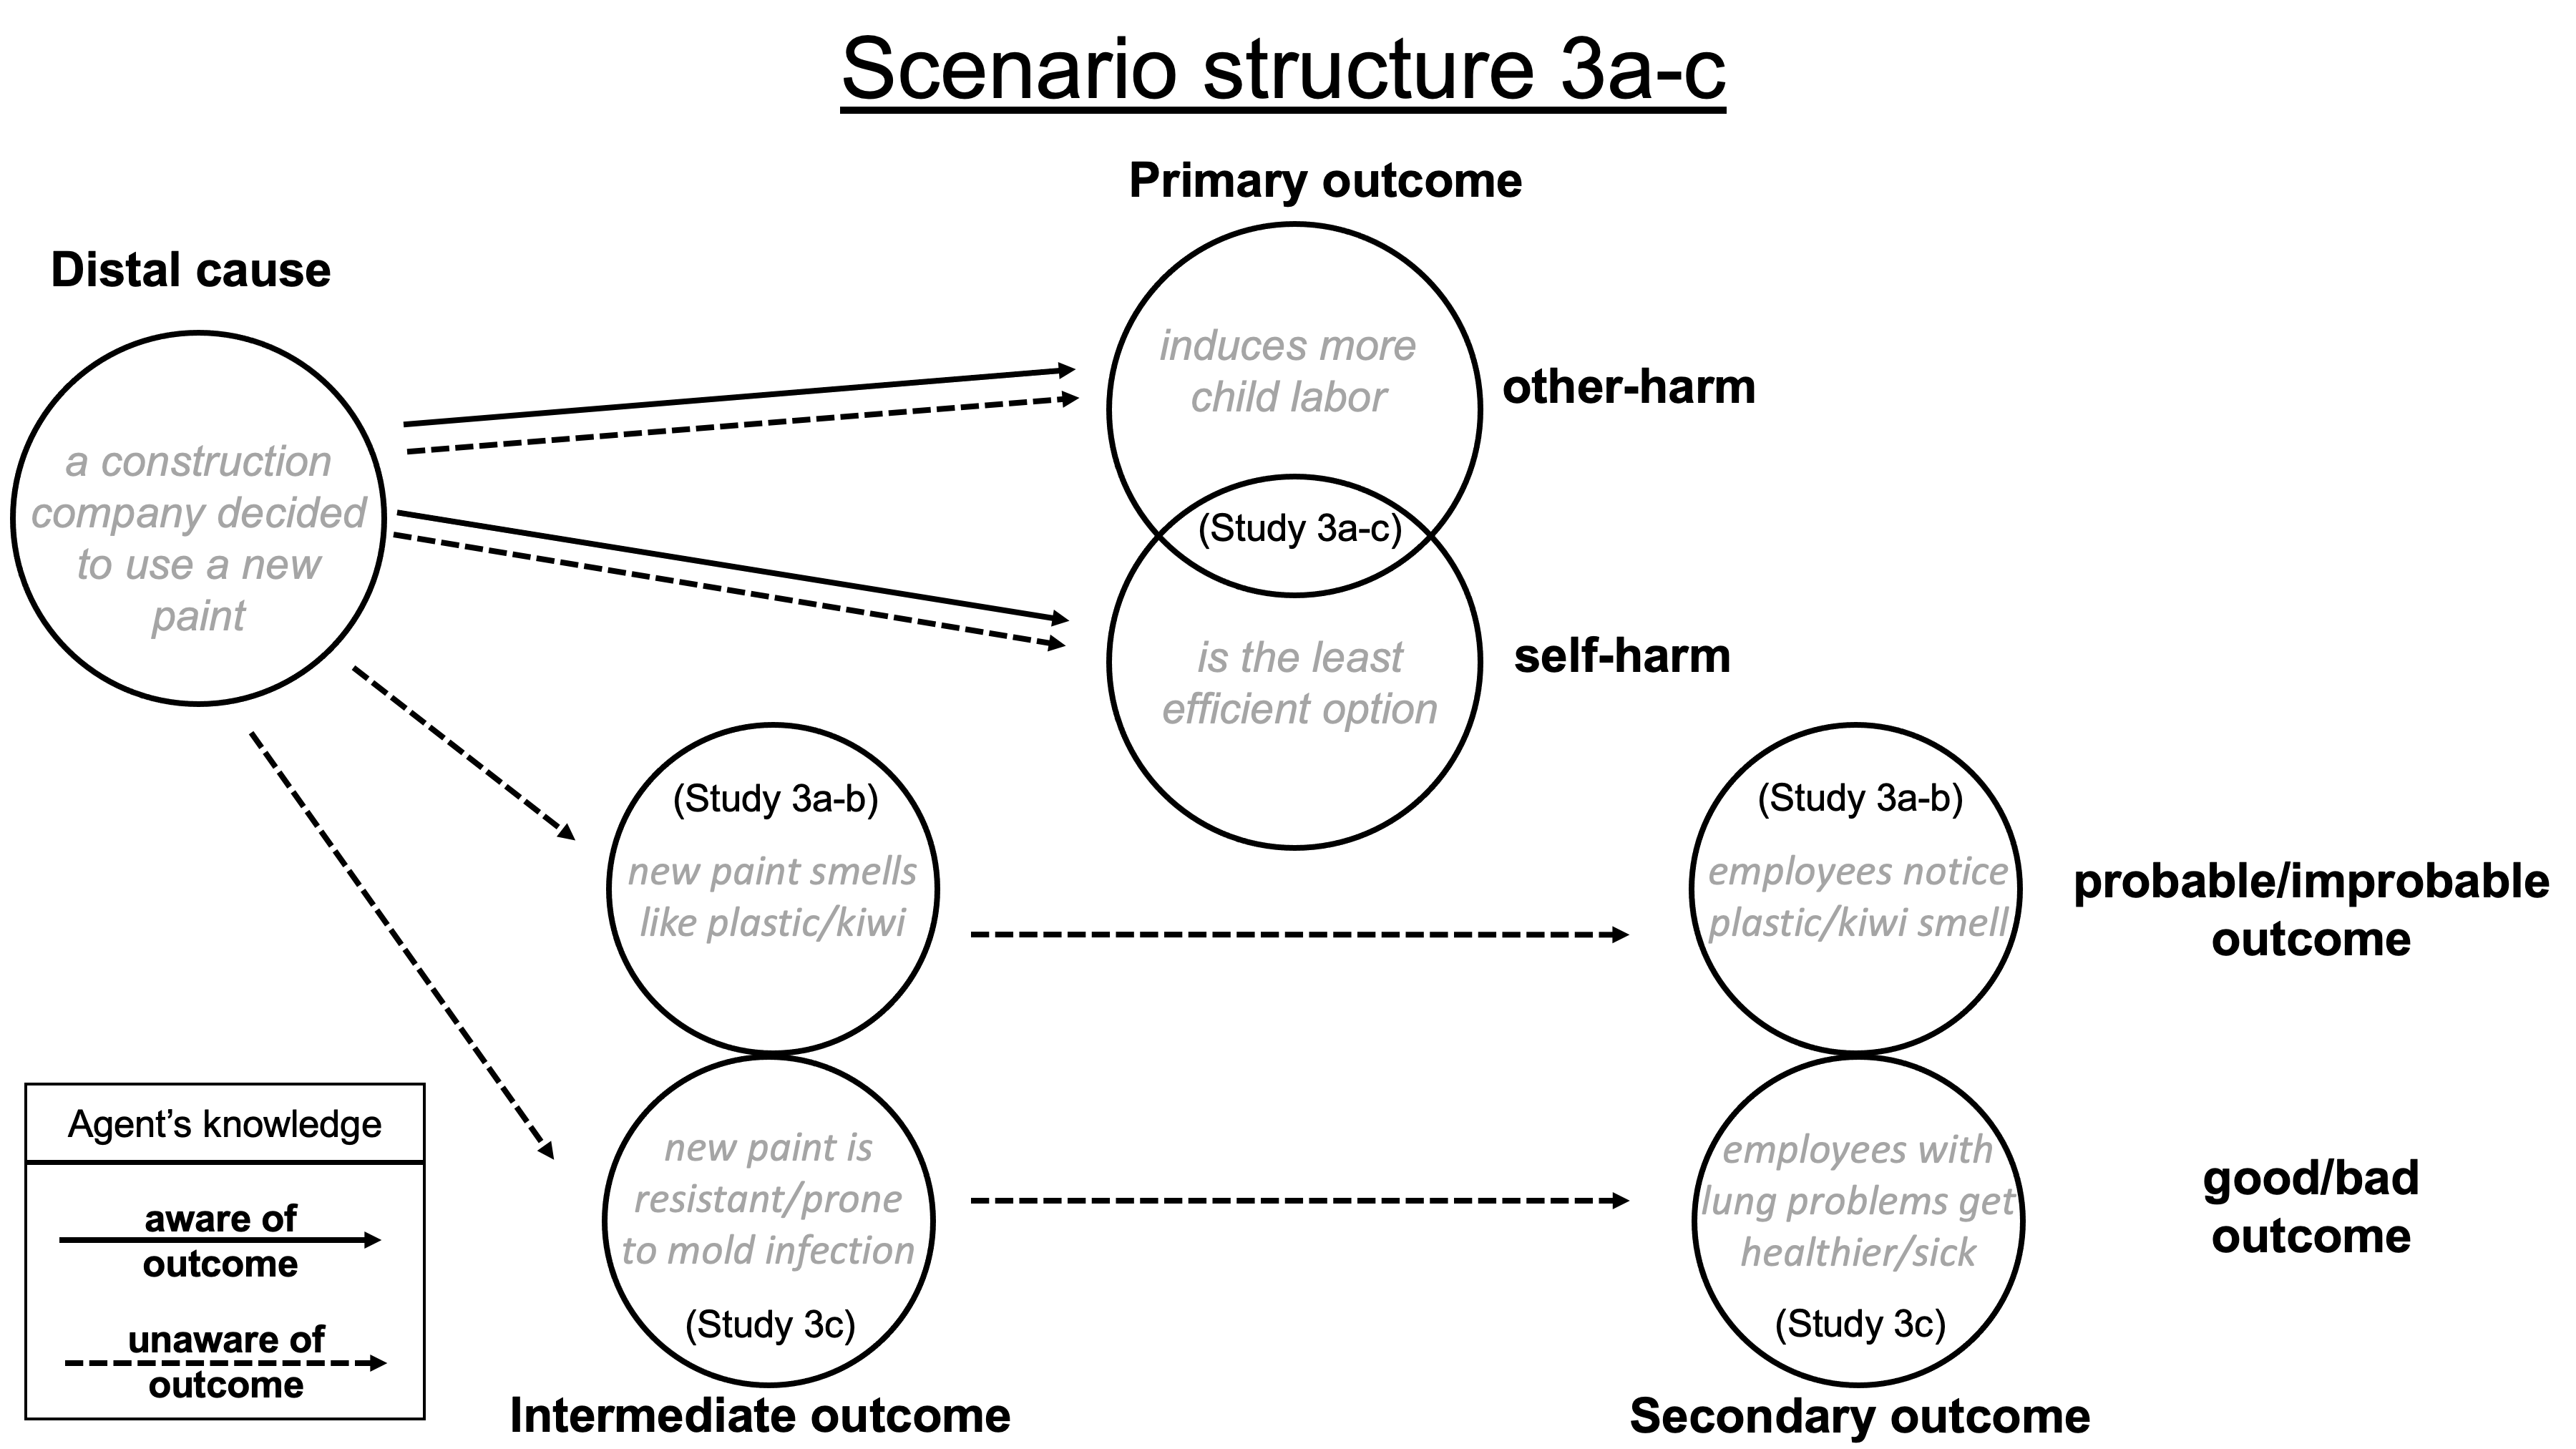 Scenario structure 3a-c
Primary outcome
Distal cause
a construction
company decided
to use a new
paint
induces more
child labor
other-harm
(Study 3a-c)
is the least
efficient option
self-harm
(Study 3a-b)
new paint smells
like plastic/kiwi
(Study 3a-b)
employees notice
plastic/kiwi smell
probable/improbable
outcome
new paint is
resistant/prone
to mold infection
(Study 3c)
employees with
lung problems get
healthier/sick
(Study 3c)
good/bad
outcome
Agent’s knowledge
aware of
outcome
unaware of
outcome
Intermediate outcome
Secondary outcome